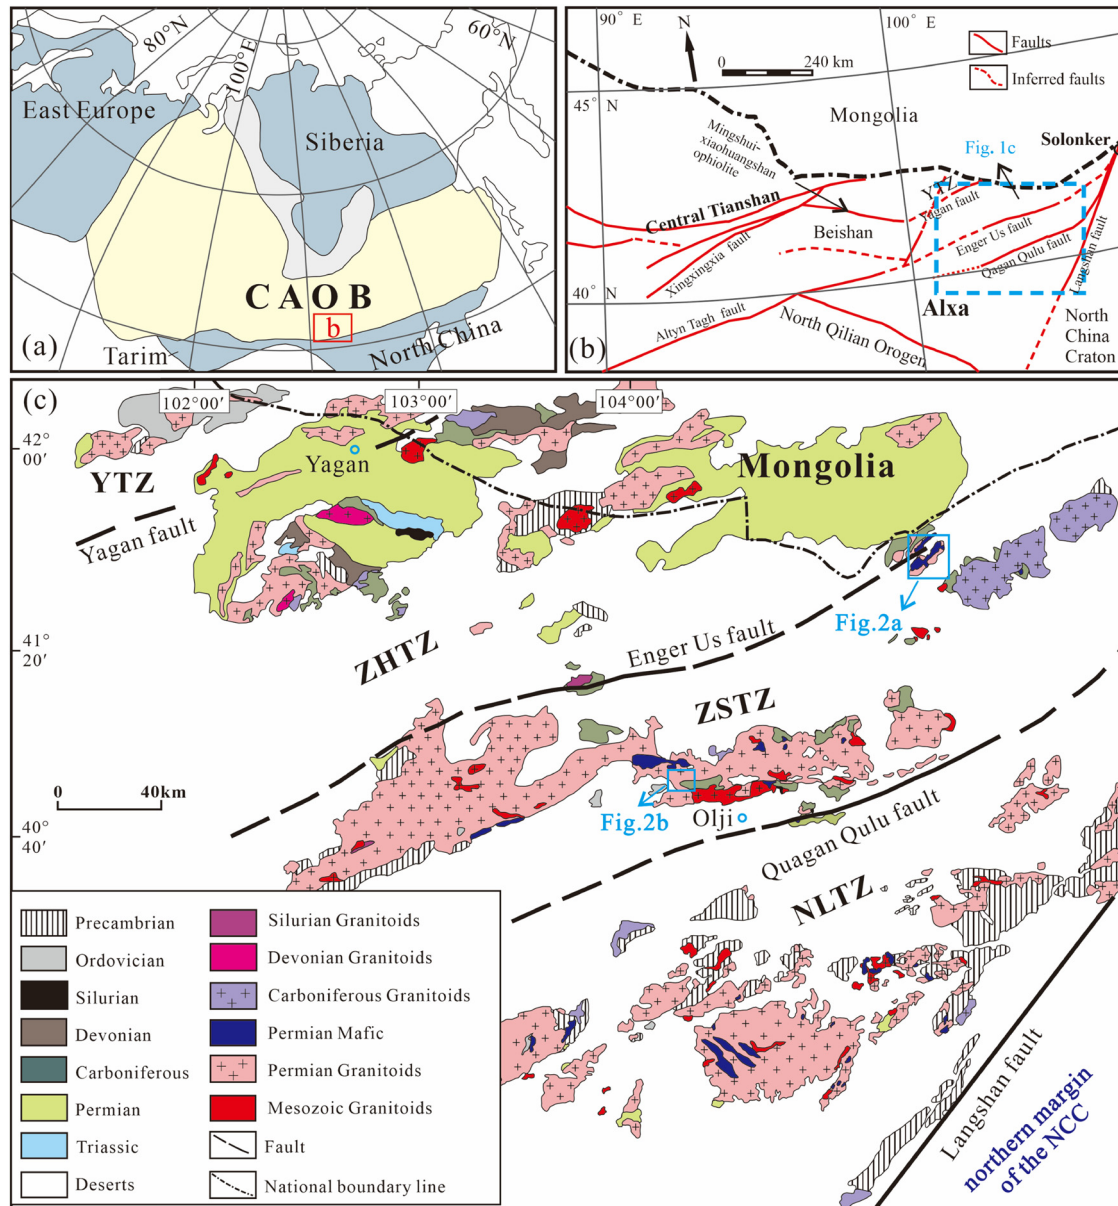 80°N
100°E
60°N
East Europe
Siberia
C A O B
b
(a)
Tarim
North China
90° E
N
100° E
Faults
0 240 km
Inferred faults
45° N
Mongolia
Mingshui-
xiaohuangshan
ophiolite
Fig. 1c
Solonker
YTZ
Yagan fault
Central Tianshan
Beishan
Enger Us fault
Xingxingxia fault
Qagan Qulu fault
Langshan fault
40° N
Alxa
Altyn Tagh fault
North Qilian Orogen
North
China
Craton
(b)
(c)
102°
00′
103°
00′
104°
00′
42°
00′
Yagan
Mongolia
YTZ
Yagan fault
Fig.2a
41°
20′
ZHTZ
Enger Us fault
ZSTZ
0 40km
Fig.2b
Olji
40°
40′
Quagan Qulu fault
NLTZ
Langshan fault
northern margin
of the NCC
Precambrian
Ordovician
Silurian
Devonian
Carboniferous
Permian
Triassic
Deserts
Silurian Granitoids
Devonian Granitoids
Carboniferous Granitoids
Permian Mafic
Permian Granitoids
Mesozoic Granitoids
Fault
National boundary line